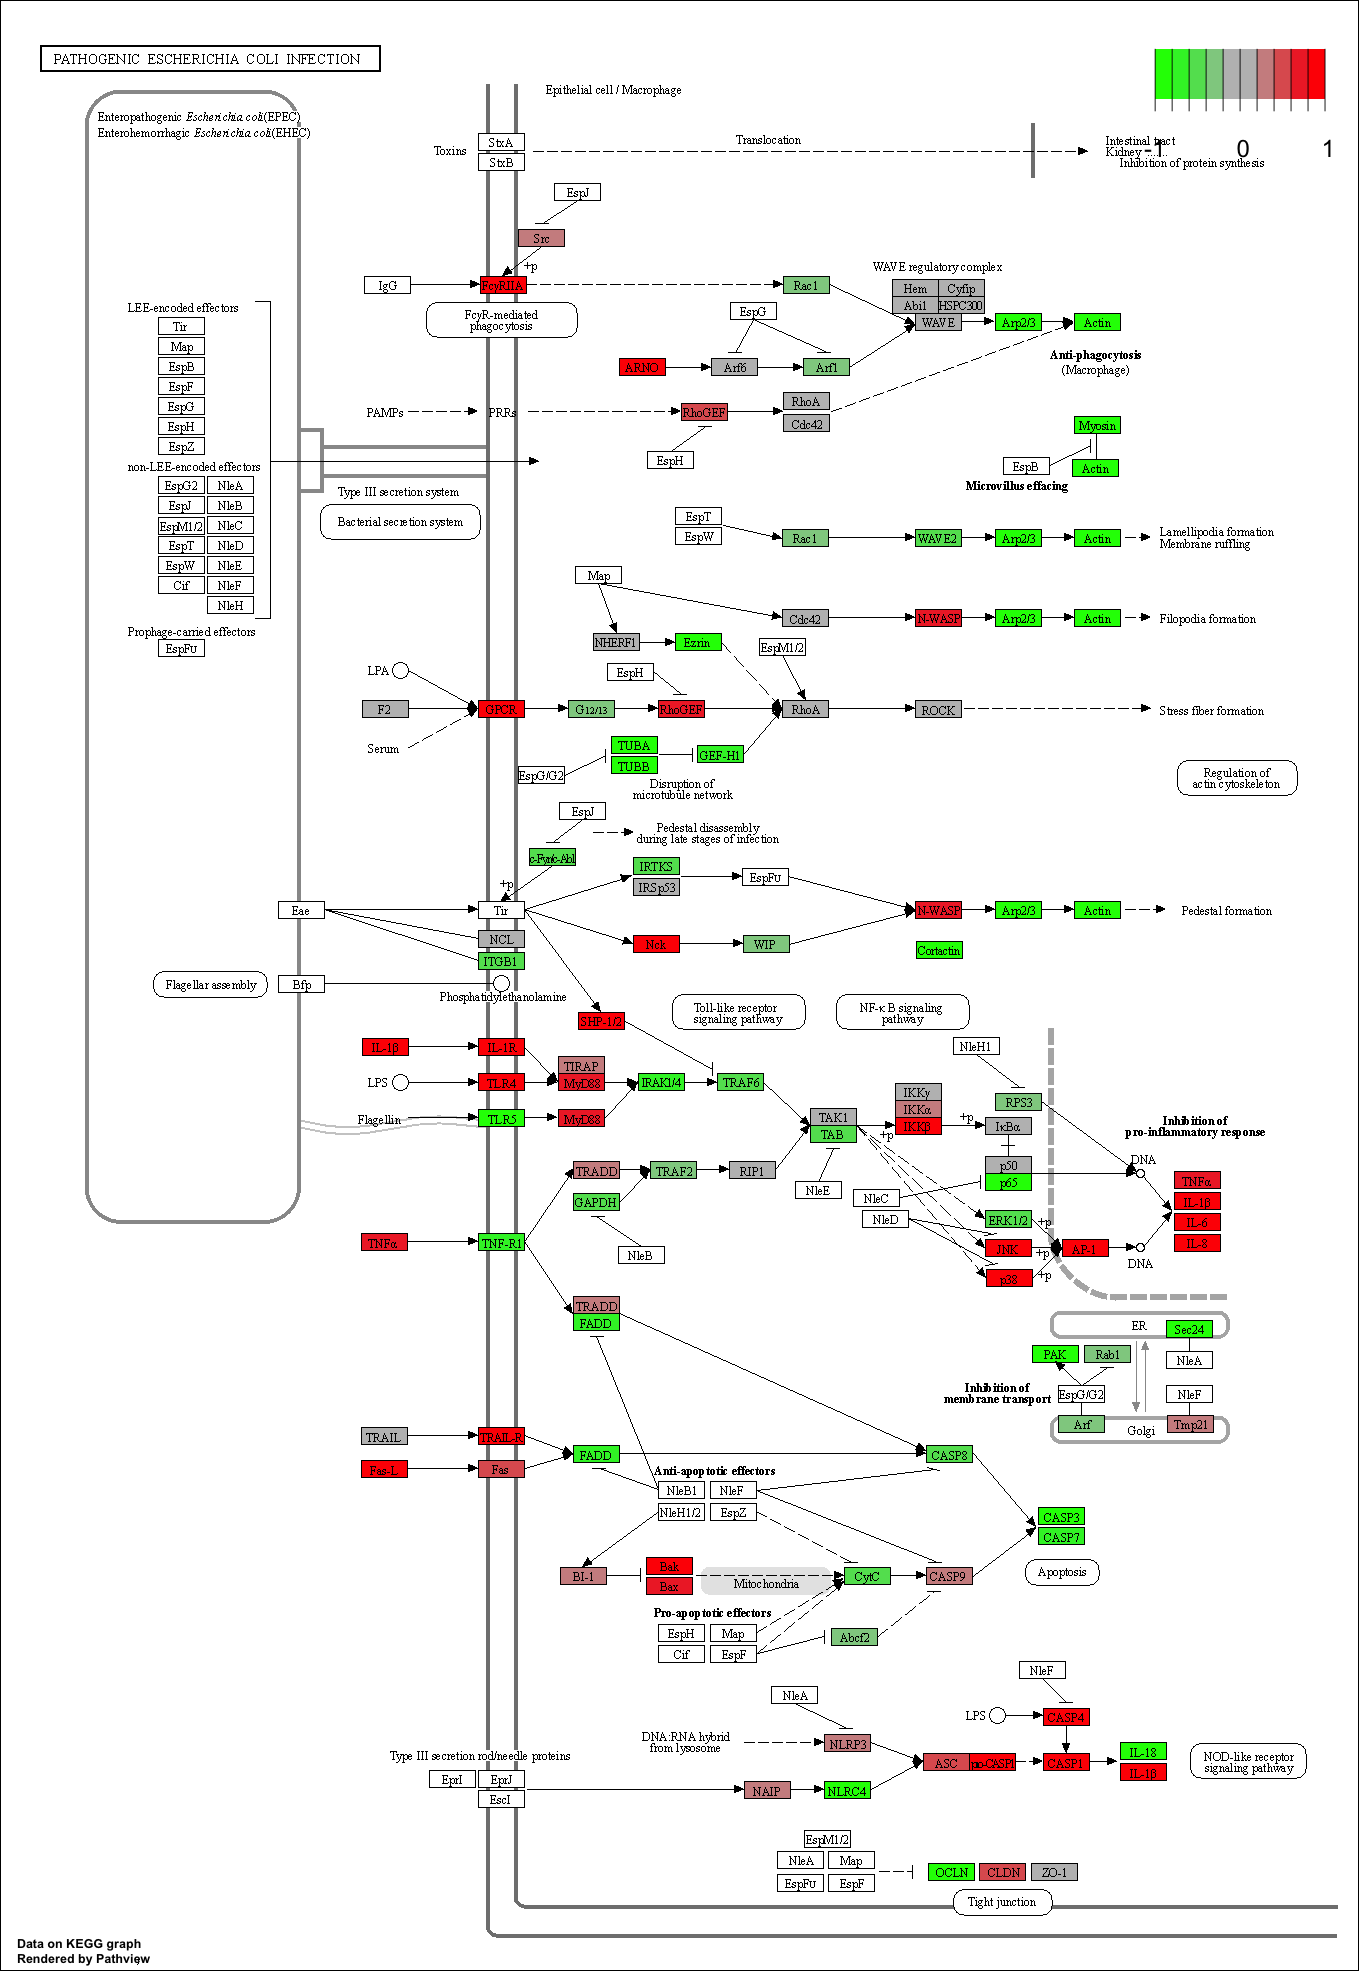 PATHOGENIC ESCHERICHIA COLI INFECTION
-1 0 1
Epithelial cell / Macrophage
Enteropathogenic Escherichia coli(EPEC)
Enterohemorrhagic Escherichia coli(EHEC)
Toxins
StxA
StxB
Translocation
Intestinal tract
Kidney ......
Inhibition of protein synthesis
EspJ
Src
+p
IgG
FcγRIIA
FcγR-mediated
phagocytosis
Rac1
WAVE regulatory complex
Hem Cyfip
Abi1 HSPC300
WAVE
Arp2/3
Actin
EspG
ARNO
Arf6
Arf1
Anti-phagocytosis
(Macrophage)
LEE-encoded effectors
Tir
Map
EspB
EspF
EspG
EspH
EspZ
non-LEE-encoded effectors
EspG2 NleA
EspJ NleB
EspM1/2 NleC
EspT NleD
EspW NleE
Cif NleF
NleH
Prophage-carried effectors
EspFu
PAMPs
PRRs
RhoGEF
RhoA
Cdc42
EspH
Myosin
EspB
Actin
Microvillus effacing
Type III secretion system
Bacterial secretion system
EspT
EspW
Rac1
WAVE2
Arp2/3
Actin
Lamellipodia formation
Membrane ruffling
Map
Cdc42
N-WASP
Arp2/3
Actin
Filopodia formation
NHERF1
Ezrin
EspM1/2
LPA
EspH
F2
GPCR
G12/13
RhoGEF
RhoA
ROCK
Stress fiber formation
Serum
EspG/G2
TUBA
TUBB
GEF-H1
Disruption of
microtubule network
Regulation of
actin cytoskeleton
EspJ
Pedestal disassembly
during late stages of infection
c-Fyn/c-Abl
+p
IRTKS
IRSp53
EspFu
Eae
Tir
N-WASP
Arp2/3
Actin
Pedestal formation
NCL
ITGB1
Nck
WIP
Cortactin
Flagellar assembly
Bfp
Phosphatidylethanolamine
SHP-1/2
Toll-like receptor
signaling pathway
NF-κB signaling
pathway
IL-1β
IL-1R
TIRAP
MyD88
LPS
TLR4
IRAK1/4
TRAF6
Flagellin
TLR5
MyD88
NleH1
RPS3
TAK1
TAB
+p
IKKγ
IKKα
IKKβ
+p
IκBα
p50
p65
Inhibition of
pro-inflammatory response
DNA
TNFα
IL-1β
IL-6
IL-8
TRADD
TRAF2
RIP1
GAPDH
NleB
NleE
NleC
NleD
ERK1/2
+p
JNK
+p
p38
+p
AP-1
DNA
TNFα
TNF-R1
TRADD
FADD
ER
Sec24
PAK
Rab1
NleA
Inhibition of
membrane transport
EspG/G2
NleF
Arf
Golgi
Tmp21
TRAIL
TRAIL-R
Fas-L
Fas
FADD
CASP8
Anti-apoptotic effectors
NleB1 NleF
NleH1/2 EspZ
CASP3
CASP7
BI-1
Bak
Bax
Mitochondria
CytC
CASP9
Apoptosis
Pro-apoptotic effectors
EspH Map
Cif EspF
Abcf2
NleF
NleA
LPS
CASP4
DNA:RNA hybrid
from lysosome
NLRP3
Type III secretion rod/needle proteins
EprI EprJ
EscI
NAIP
NLRC4
ASC
pro-CASP1
CASP1
IL-18
IL-1β
NOD-like receptor
signaling pathway
EspM1/2
NleA Map
EspFu EspF
OCLN
CLDN
ZO-1
Tight junction
Data on KEGG graph
Rendered by Pathview